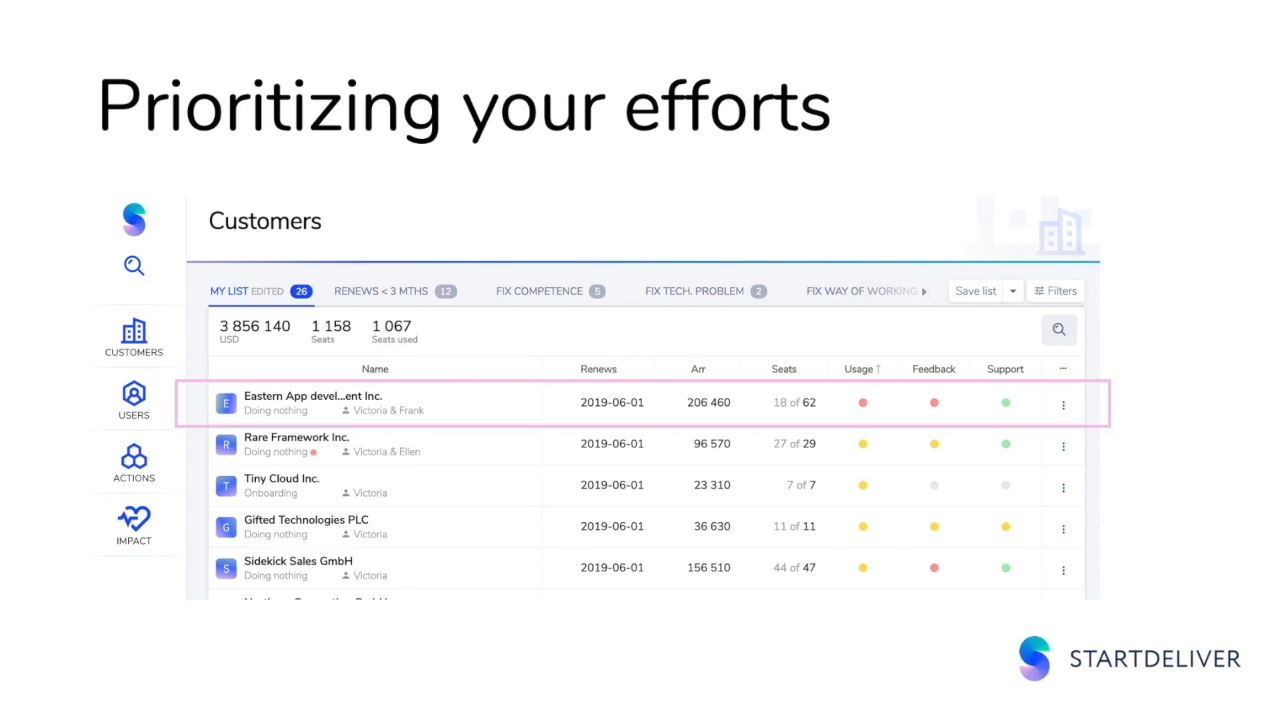 Prioritizing your efforts
Customers
MY LIST EDITED 26 RENEWS < 3 MTHS 12 FIX COMPETENCE 5 FIX TECH. PROBLEM 2 FIX WAY OF WORKING Save list Filters
3 856 140 1 158 1 067
USD Seats Seats used
CUSTOMERS
USERS
ACTIONS
IMPACT
Name Renews Arr Seats Usage ↑ Feedback Support ...
E Eastern App devel...ent Inc. 2019-06-01 206 460 18 of 62
Doing nothing Victoria & Frank
R Rare Framework Inc. 2019-06-01 96 570 27 of 29
Doing nothing Victoria & Ellen
T Tiny Cloud Inc. 2019-06-01 23 310 7 of 7
Onboarding Victoria
G Gifted Technologies PLC 2019-06-01 36 630 11 of 11
Doing nothing Victoria
S Sidekick Sales GmbH 2019-06-01 156 510 44 of 47
Doing nothing Victoria
STARTDELIVER